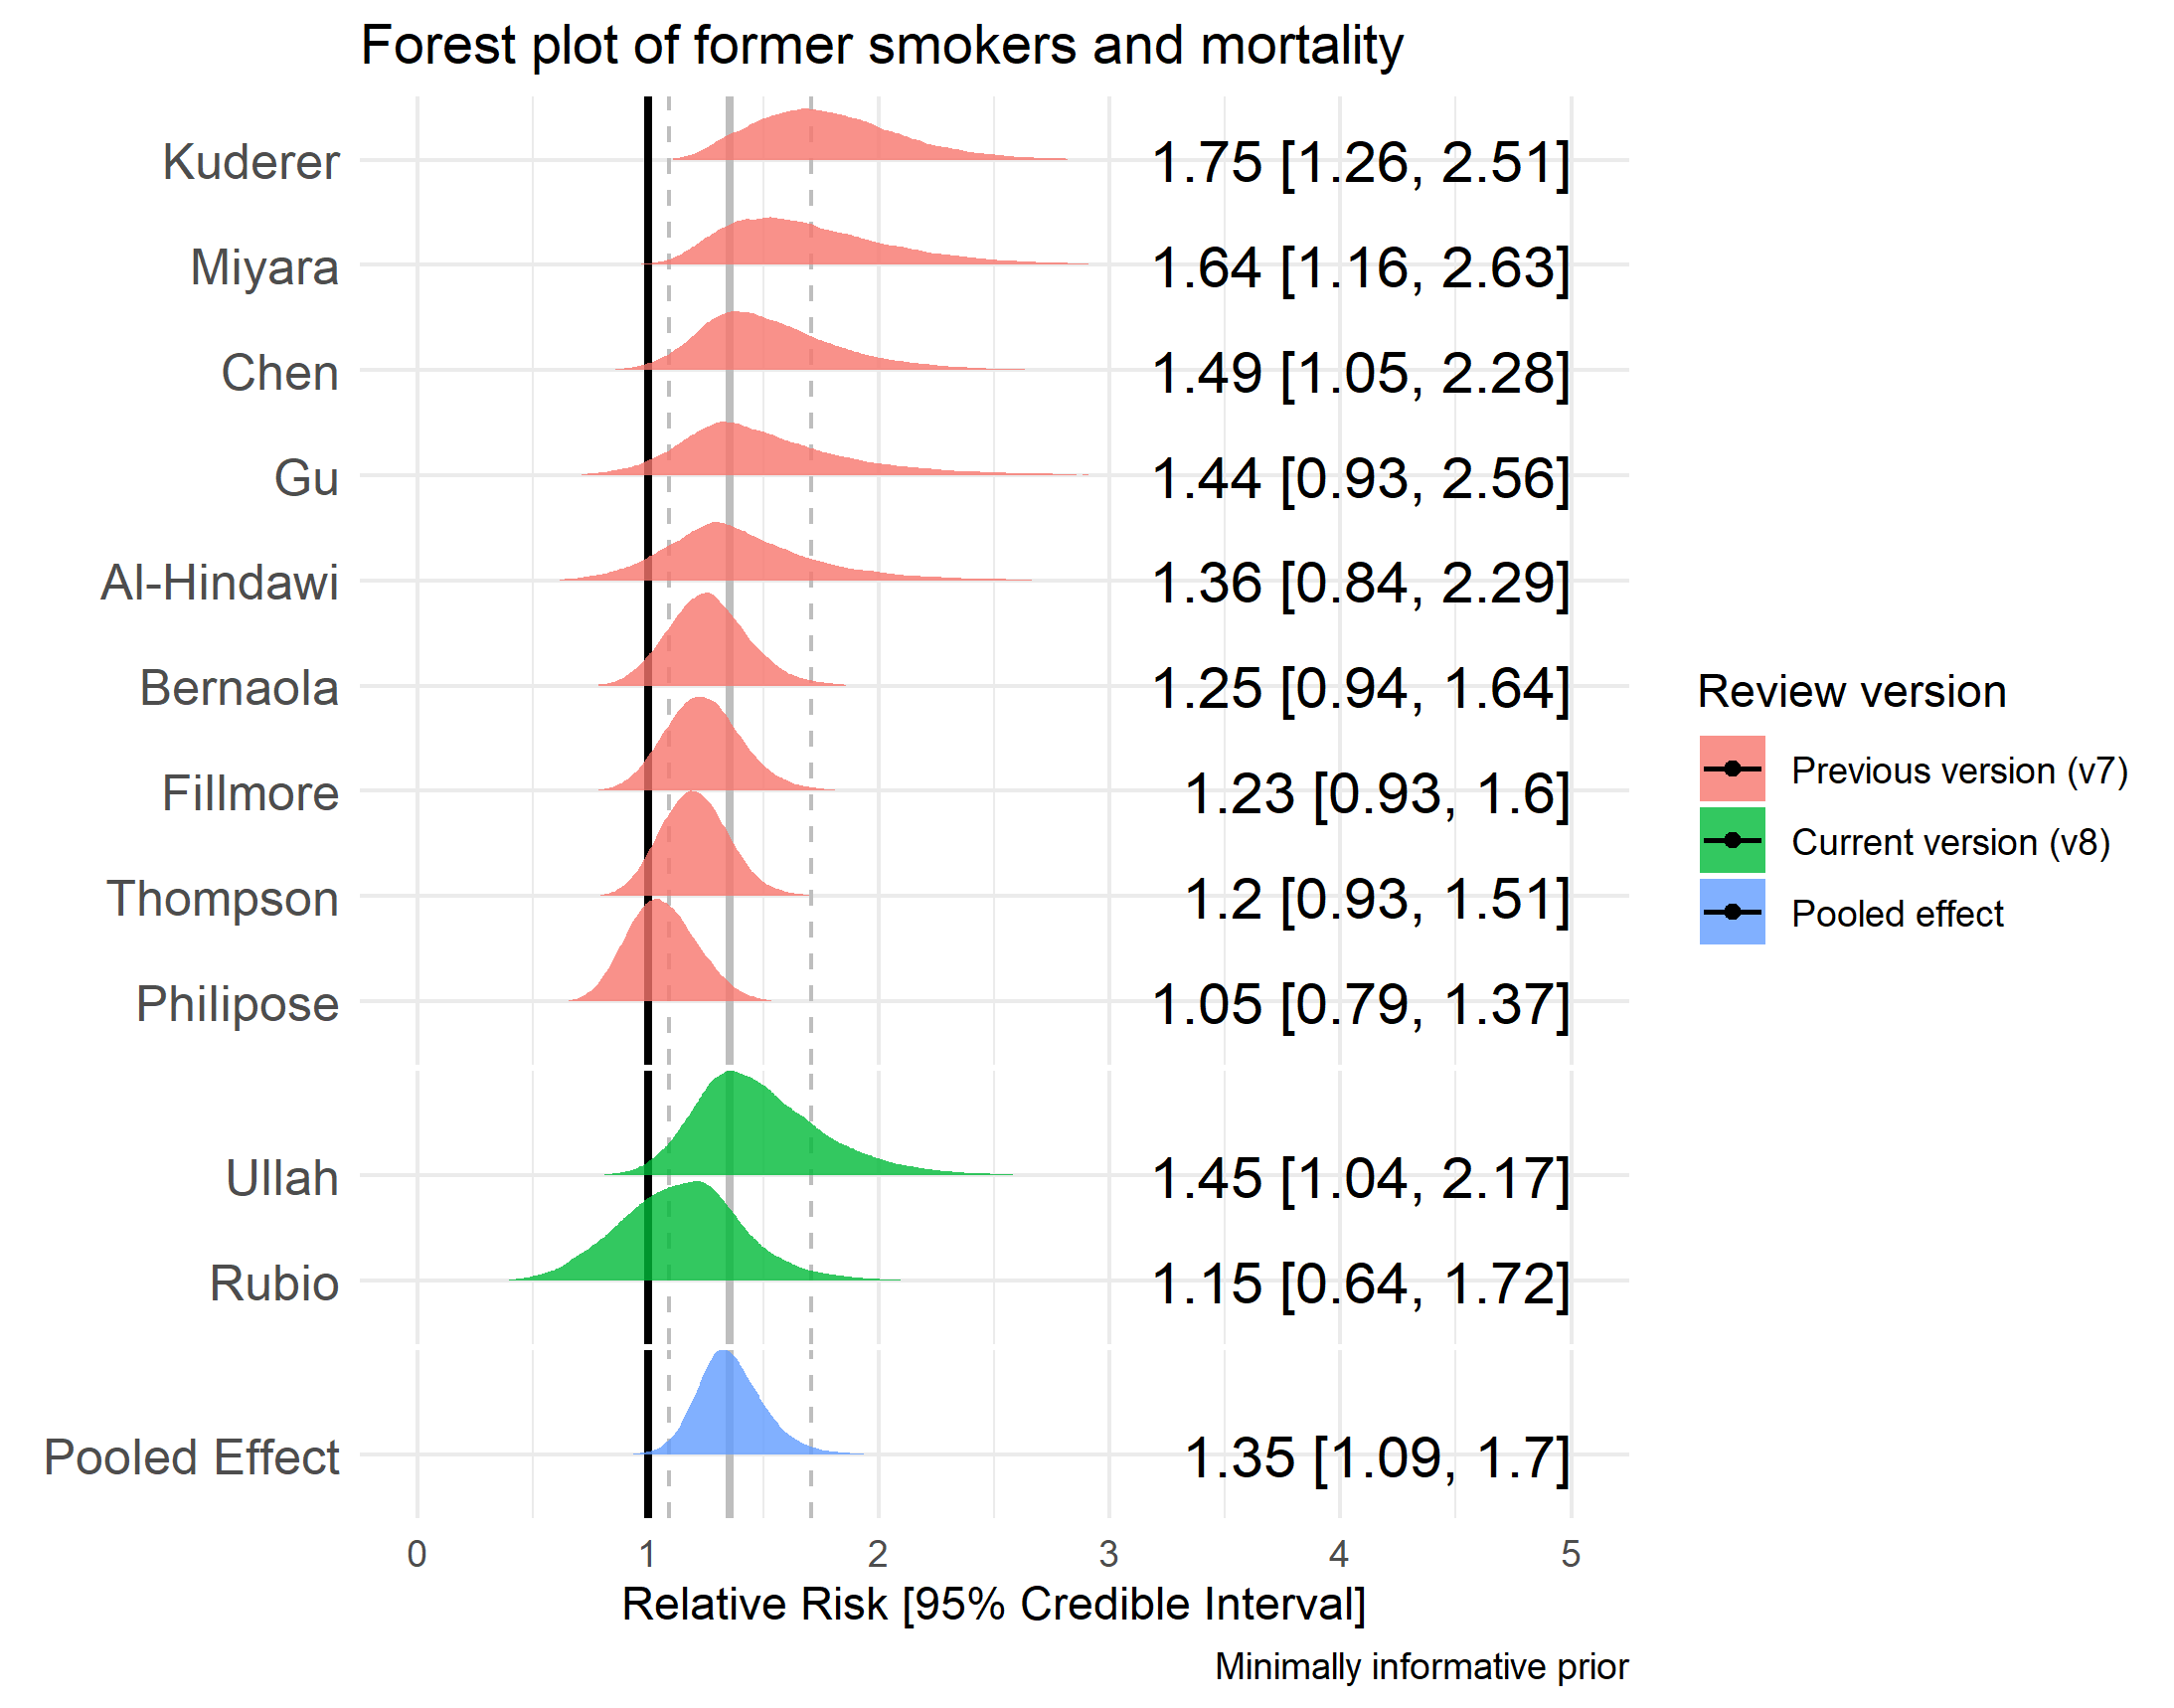 Forest plot of former smokers and mortality
Kuderer 1.75 [1.26, 2.51]
Miyara 1.64 [1.16, 2.63]
Chen 1.49 [1.05, 2.28]
Gu 1.44 [0.93, 2.56]
Al-Hindawi 1.36 [0.84, 2.29]
Bernaola 1.25 [0.94, 1.64]
Fillmore 1.23 [0.93, 1.6]
Thompson 1.2 [0.93, 1.51]
Philipose 1.05 [0.79, 1.37]
Ullah 1.45 [1.04, 2.17]
Rubio 1.15 [0.64, 1.72]
Pooled Effect 1.35 [1.09, 1.7]
0 1 2 3 4 5
Relative Risk [95% Credible Interval]
Minimally informative prior
Review version
Previous version (v7)
Current version (v8)
Pooled effect